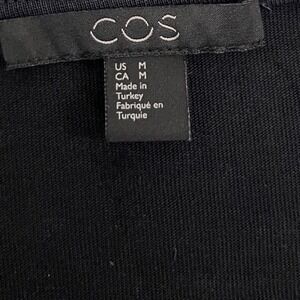 COS
US M
CA M
Made in
Turkey
Fabriqué en
Turquie